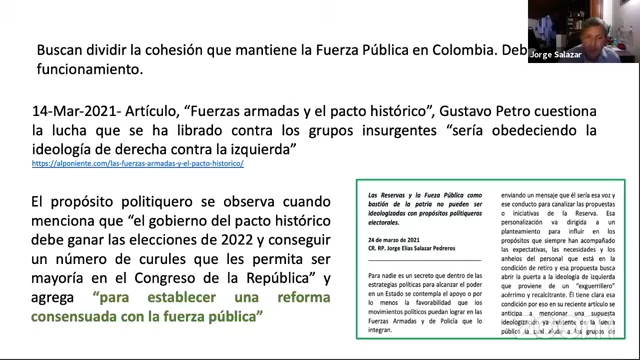 Buscan dividir la cohesión que mantiene la Fuerza Pública en Colombia.
funcionamiento.
Jorge Salazar
14-Mar-2021- Artículo, “Fuerzas armadas y el pacto histórico”, Gustavo Petro cuestiona
la lucha que se ha librado contra los grupos insurgentes “sería obedeciendo la
ideología de derecha contra la izquierda”
https://alponiente.com/las-fuerzas-armadas-y-el-pacto-historico/
El propósito politiquero se observa cuando
menciona que “el gobierno del pacto histórico
debe ganar las elecciones de 2022 y conseguir
un número de curules que les permita ser
mayoría en el Congreso de la República” y
agrega “para establecer una reforma
consensuada con la fuerza pública”
Las Reservas y la Fueza Pública como
bastión de la patria no pueden ser
ideologizadas con propósitos politiqueros
electorales.
24 de marzo de 2021
CR. RP. Jorge Elías Salazar Pedreros
Para nadie es un secreto que dentro de las
estrategias políticas para alcanzar el poder
en un Estado se contempla el apoyo o por
lo menos la favorabilidad que los
movimientos políticos puedan lograr en las
Fuerzas Armadas y de Policía que lo
integran.
enviando un mensaje que él sería esa voz y
ese conducto para canalizar las propuestas
o iniciativas de la Reserva. Esa
personalización va dirigida a un
planteamiento para influir en los
propósitos que siempre han acompañado
las expectativas, las necesidades y los
anhelos del personal que está en la
condición de retiro y esa propuesta busca
abrir la puerta a la ideología de izquierda
que proviene de un “exguerrillero”
acérrimo y recalcitrante. Él tiene clara esa
condición por eso en su reciente artículo se
anticipa a mencionar una supuesta